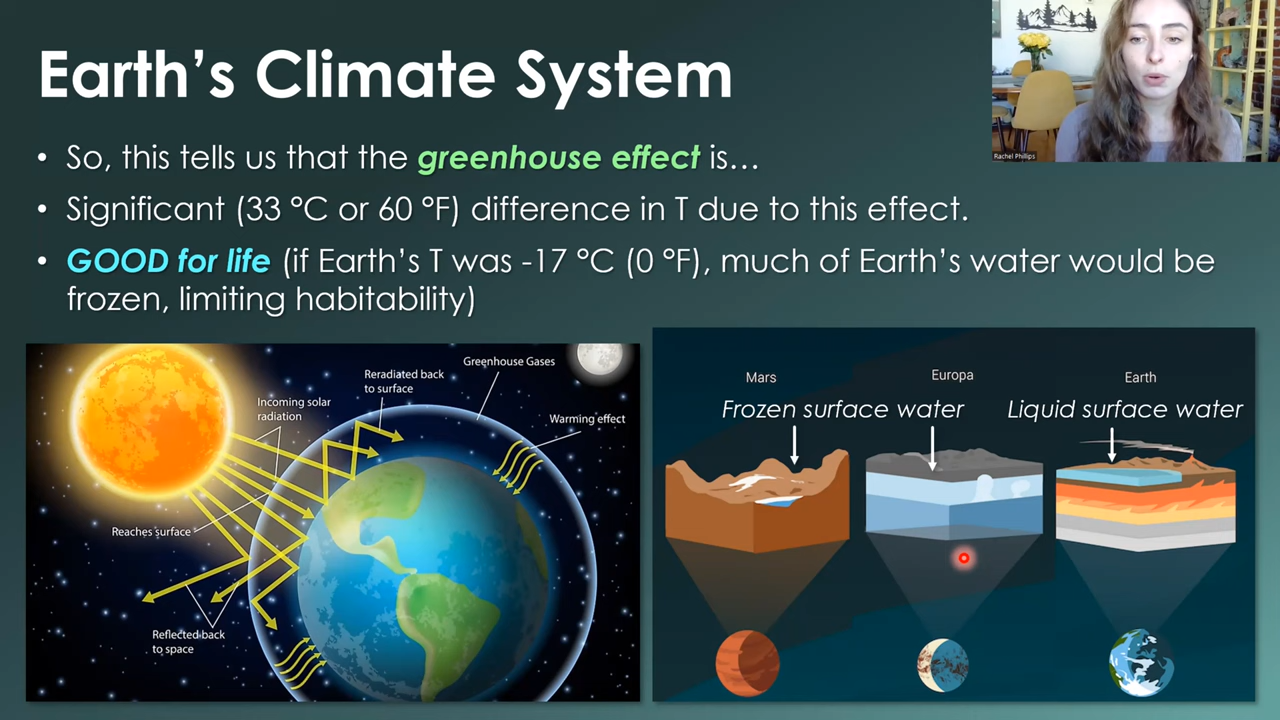 Earth's Climate System
• So, this tells us that the greenhouse effect is...
• Significant (33 °C or 60 °F) difference in T due to this effect.
• GOOD for life (if Earth's T was -17 °C (0 °F), much of Earth's water would be
frozen, limiting habitability)
Rachel Phillips
Greenhouse Gases
Reradiated back
to surface
Incoming solar
radiation
Warming effect
Reaches surface
Reflected back
to space
Mars
Europa
Earth
Frozen surface water
Liquid surface water